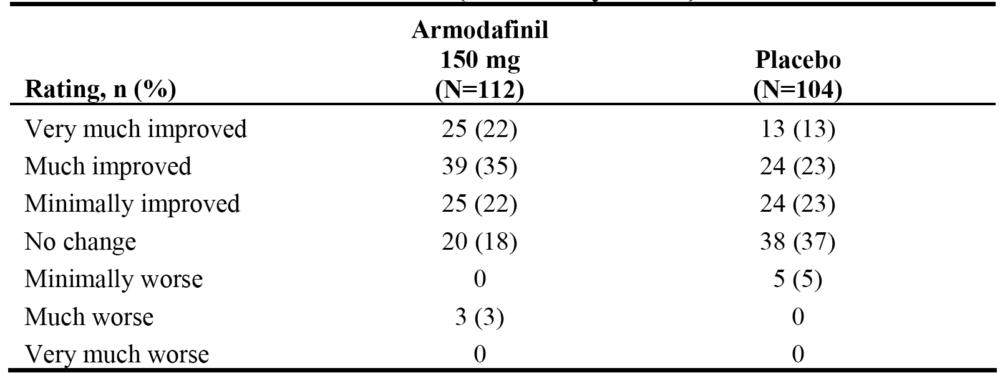 Armodafinil
150 mg Placebo
Rating, n (%) (N=112) (N=104)
Very much improved 25 (22) 13 (13)
Much improved 39 (35) 24 (23)
Minimally improved 25 (22) 24 (23)
No change 20 (18) 38 (37)
Minimally worse 0 5 (5)
Much worse 3 (3) 0
Very much worse 0 0